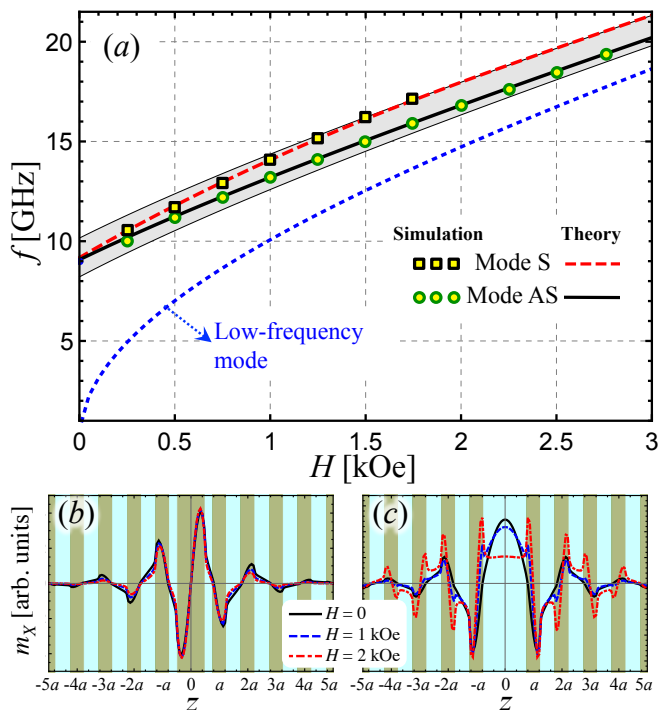 (a)
f [GHz]
20
15
10
5
Simulation Theory
Mode S
Mode AS
Low-frequency
mode
0 0.5 1 1.5 2 2.5 3
H [kOe]
(b) (c)
m_X [arb. units]
H = 0
H = 1 kOe
H = 2 kOe
-5a -4a -3a -2a -a 0 a 2a 3a 4a 5a -5a -4a -3a -2a -a 0 a 2a 3a 4a 5a
z z